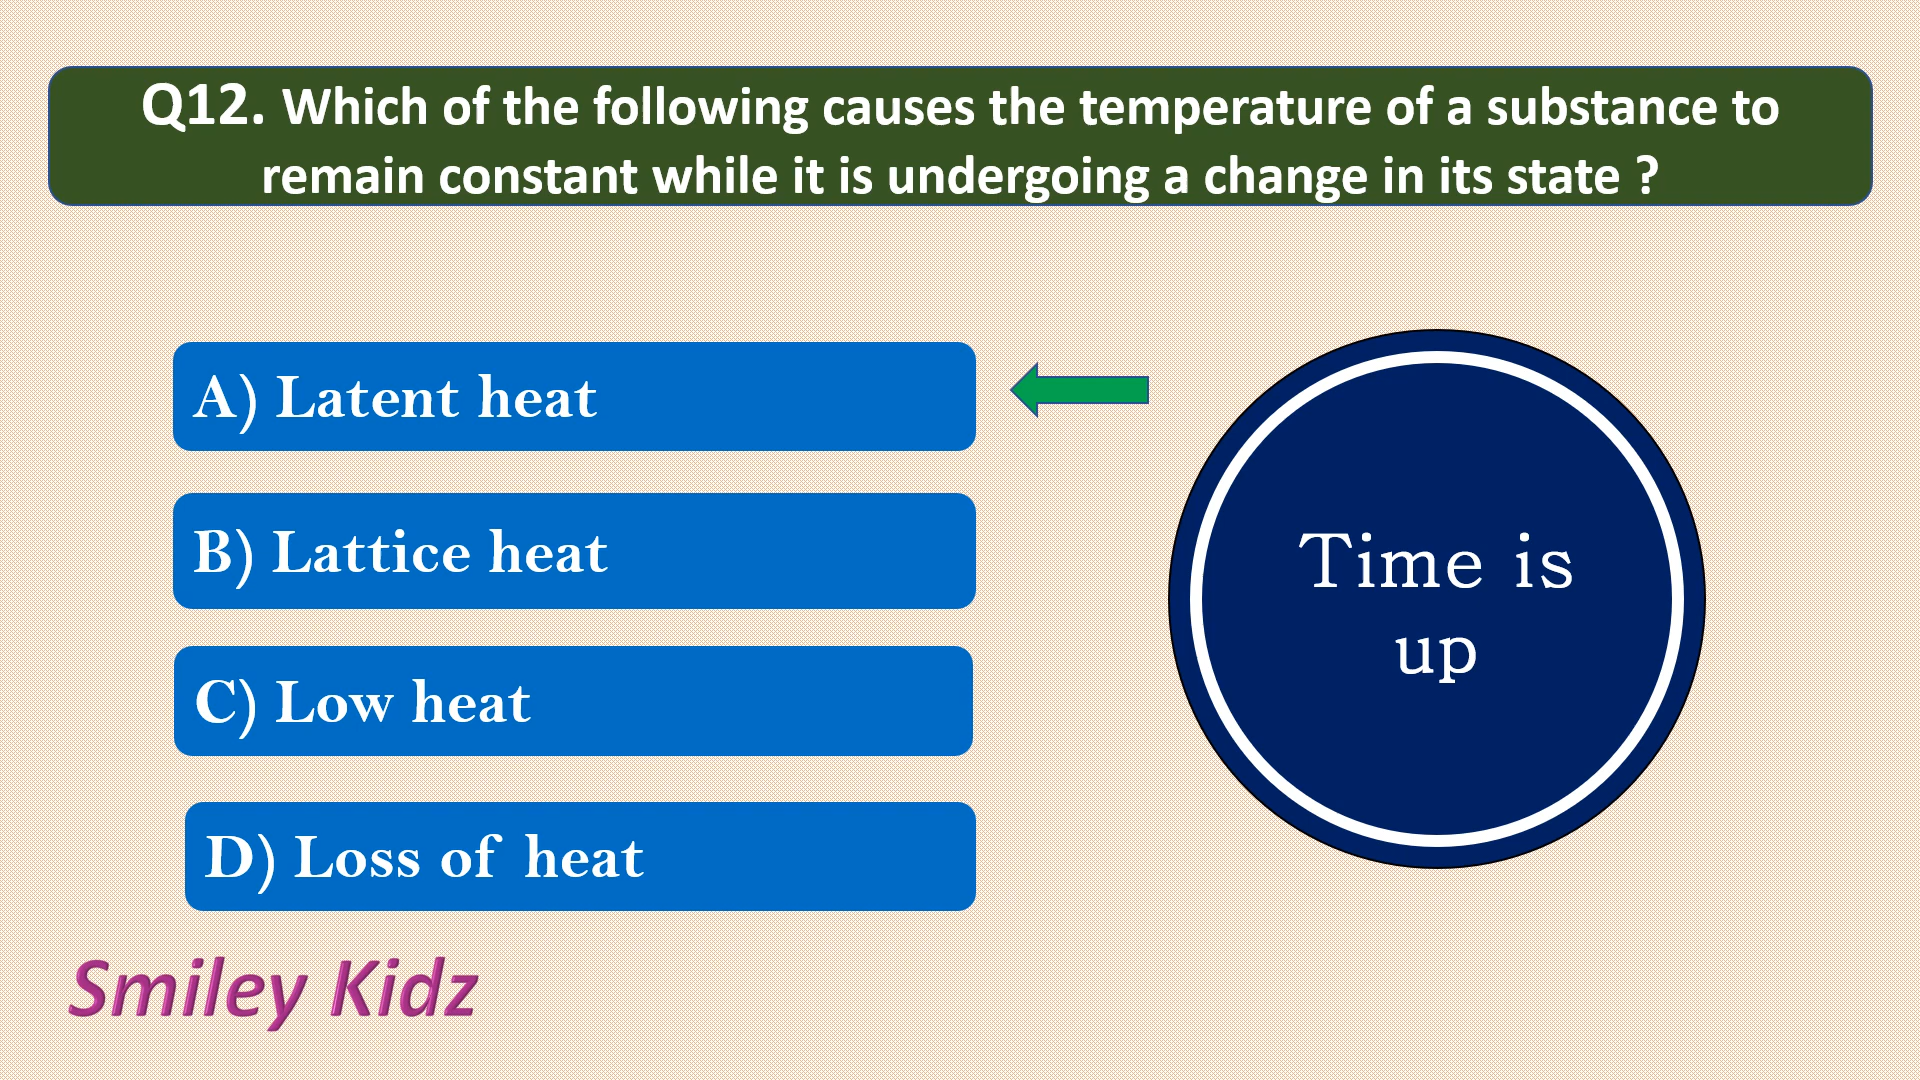 Q12. Which of the following causes the temperature of a substance to
remain constant while it is undergoing a change in its state ?
A) Latent heat
B) Lattice heat
C) Low heat
D) Loss of heat
Time is
up
Smiley Kidz